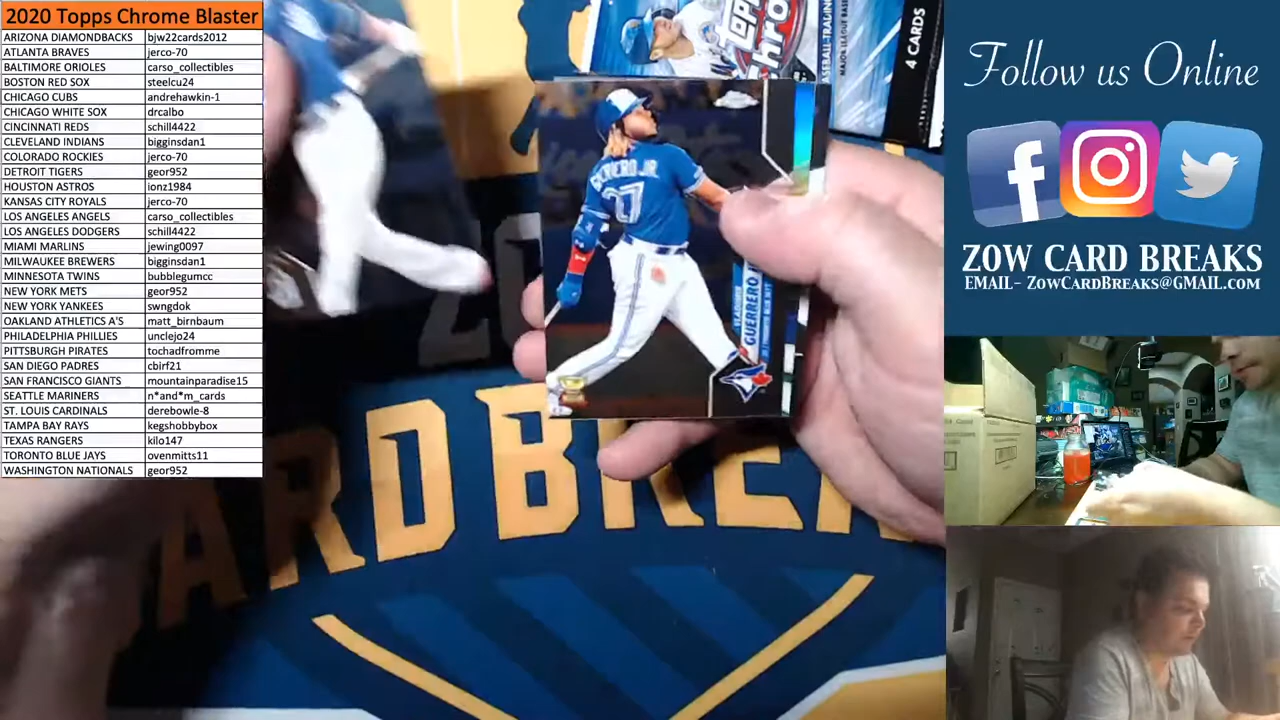 2020 Topps Chrome Blaster
ARIZONA DIAMONDBACKS bjw22cards2012
ATLANTA BRAVES jerco-70
BALTIMORE ORIOLES carso_collectibles
BOSTON RED SOX steelcu24
CHICAGO CUBS andrehawkin-1
CHICAGO WHITE SOX drcalbo
CINCINNATI REDS schill4422
CLEVELAND INDIANS bigginsdan1
COLORADO ROCKIES jerco-70
DETROIT TIGERS geor952
HOUSTON ASTROS ionz1984
KANSAS CITY ROYALS jerco-70
LOS ANGELES ANGELS carso_collectibles
LOS ANGELES DODGERS schill4422
MIAMI MARLINS jewing0097
MILWAUKEE BREWERS bigginsdan1
MINNESOTA TWINS bubblegumcc
NEW YORK METS geor952
NEW YORK YANKEES swngdok
OAKLAND ATHLETICS A'S matt_birnbaum
PHILADELPHIA PHILLIES unclejo24
PITTSBURGH PIRATES tochadfromme
SAN DIEGO PADRES cbirf21
SAN FRANCISCO GIANTS mountainparadise15
SEATTLE MARINERS n*and*m_cards
ST. LOUIS CARDINALS derebowle-8
TAMPA BAY RAYS kegshobbybox
TEXAS RANGERS kilo147
TORONTO BLUE JAYS ovenmitts11
WASHINGTON NATIONALS geor952
Topps
Chro
4 CARDS
27
VLADIMIR
GUERRERO
ARD BREA
Follow us Online
f
ZOW CARD BREAKS
EMAIL- ZowCardBreaks@GMAIL.com